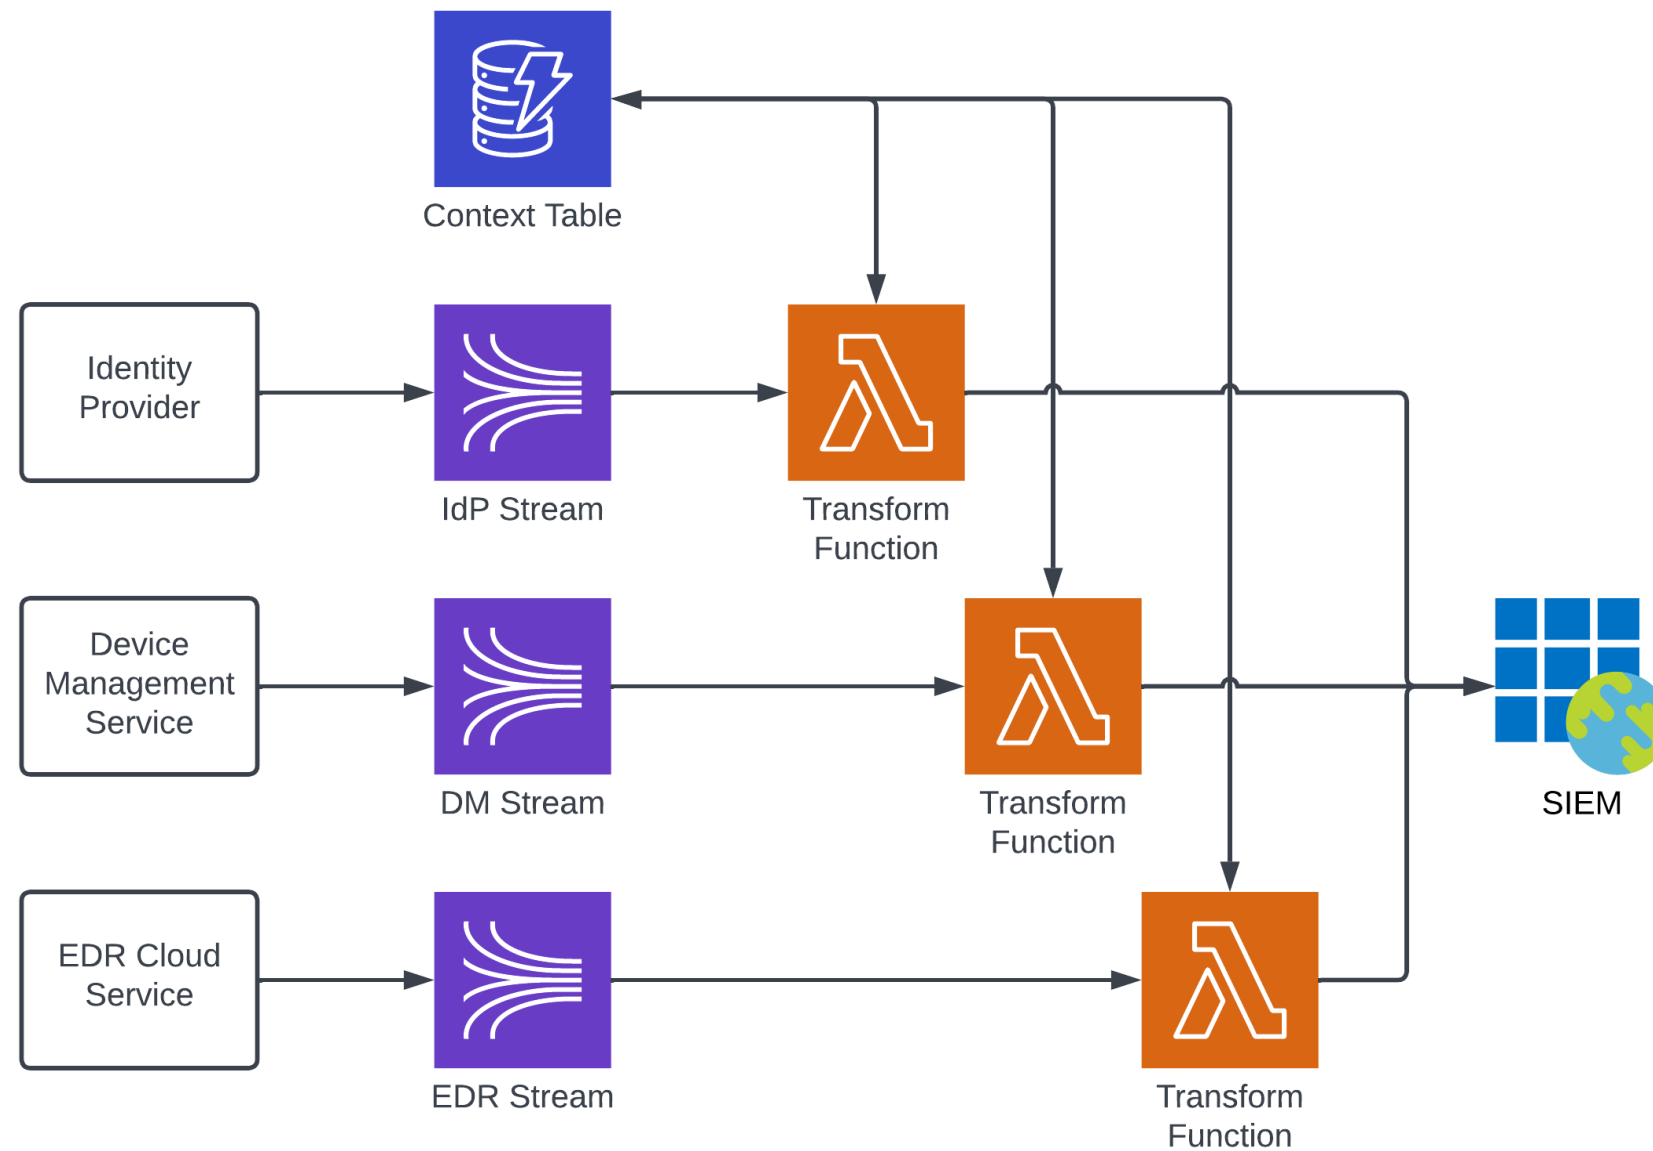 Context Table
Identity
Provider
IdP Stream
Transform
Function
Device
Management
Service
DM Stream
Transform
Function
SIEM
EDR Cloud
Service
EDR Stream
Transform
Function